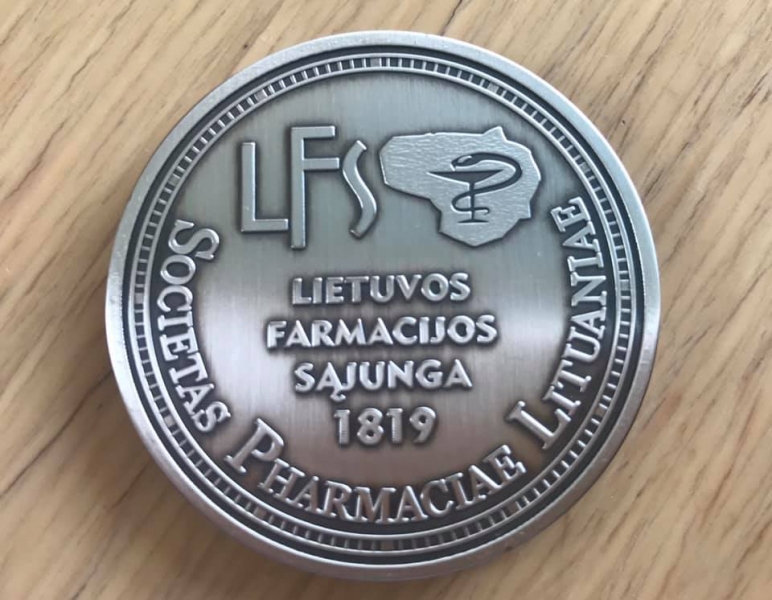 LFS
LIETUVOS
FARMACIJOS
SĄJUNGA
1819
SOCIETAS PHARMACIAE LITUANIAE